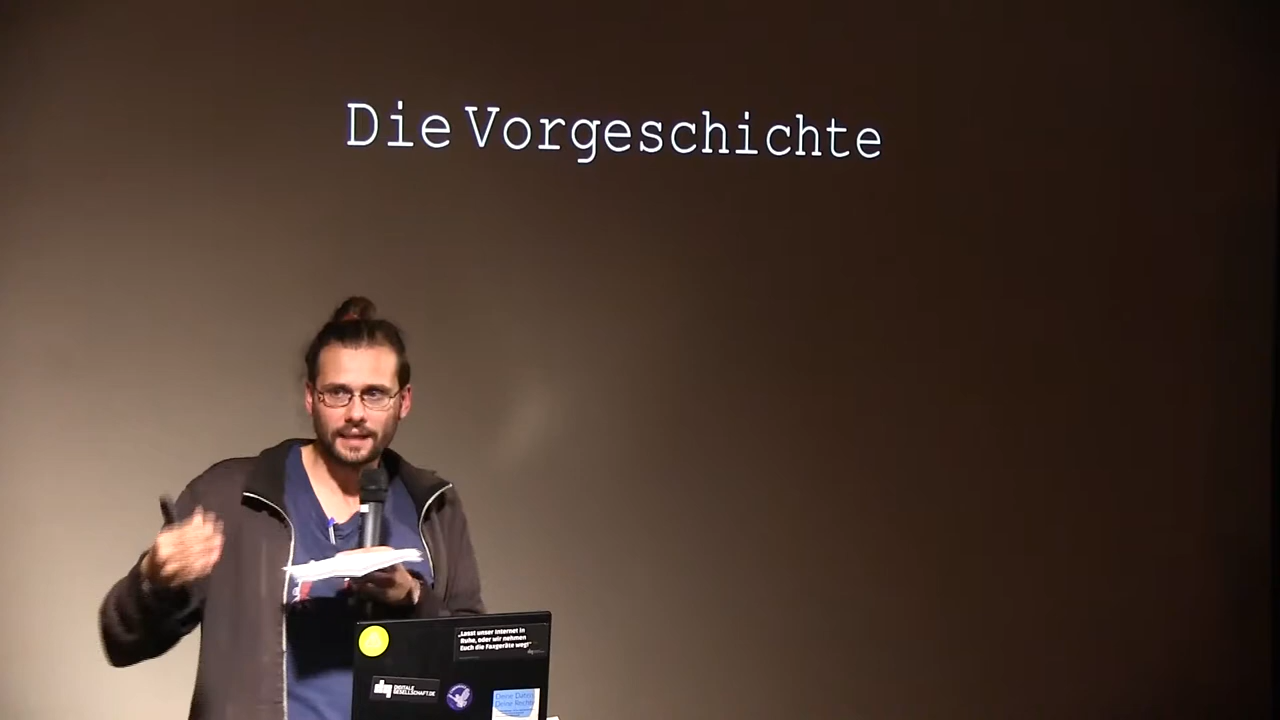 Die Vorgeschichte
„Lasst unser Internet in
Ruhe, oder wir nehmen
Euch die Faxgeräte weg!"
DIGITALE
GESELLSCHAFT.DE
Deine Daten
Deine Rechte